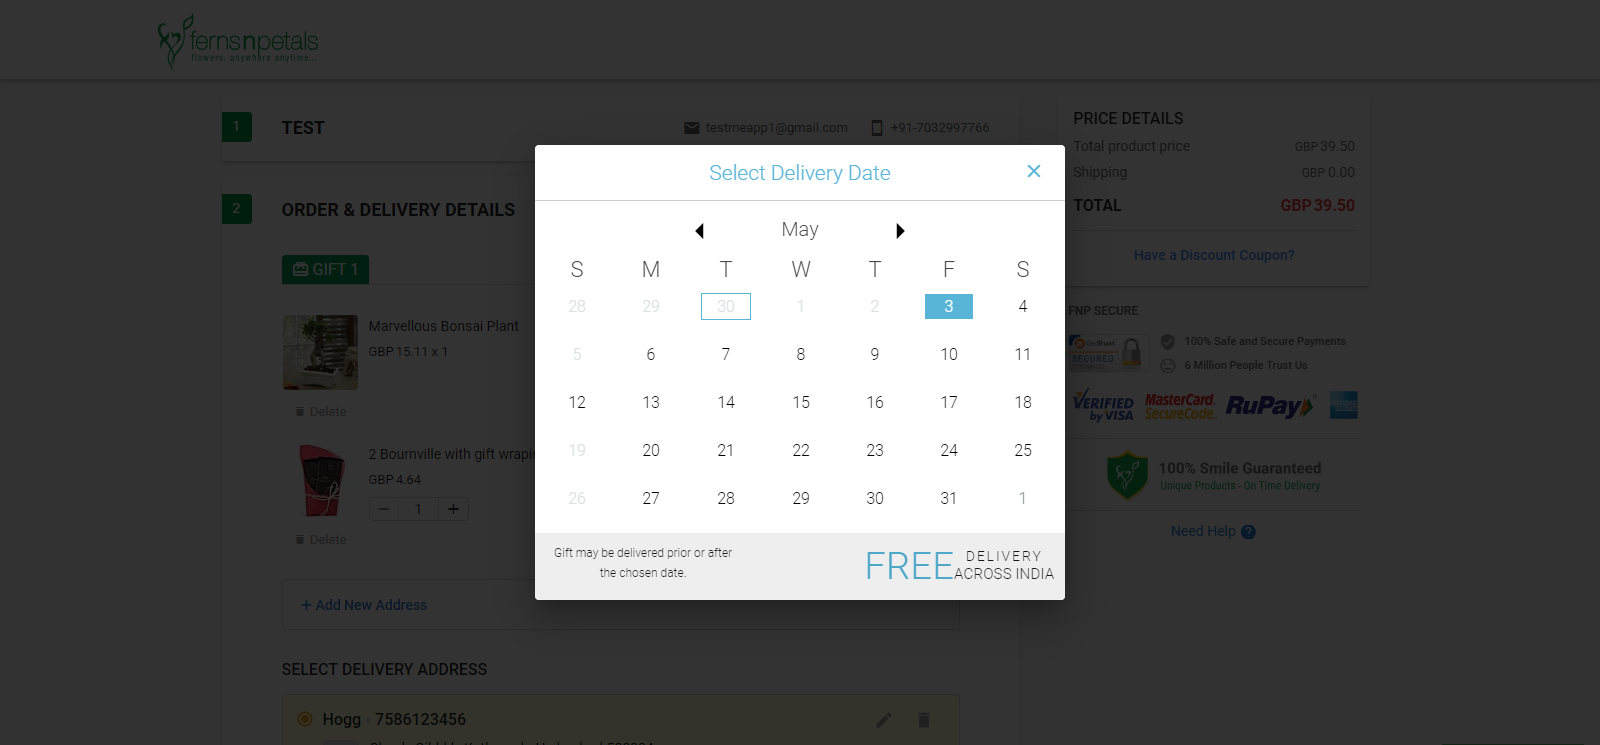 fernsnpetals
flowers, anywhere anytime...
1
TEST
testmeapp1@gmail.com
+91-7032997766
2
ORDER & DELIVERY DETAILS
GIFT 1
Marvellous Bonsai Plant
GBP 15.11 x 1
Delete
2 Bournville with gift wrapi
GBP 4.64
1
Delete
+ Add New Address
SELECT DELIVERY ADDRESS
Hogg - 7586123456
Select Delivery Date
May
S M T W T F S
28 29 30 1 2 3 4
5 6 7 8 9 10 11
12 13 14 15 16 17 18
19 20 21 22 23 24 25
26 27 28 29 30 31 1
Gift may be delivered prior or after
the chosen date.
FREE DELIVERY
ACROSS INDIA
PRICE DETAILS
Total product price GBP 39.50
Shipping GBP 0.00
TOTAL GBP 39.50
Have a Discount Coupon?
FNP SECURE
GeoTrust
SECURED
100% Safe and Secure Payments
6 Million People Trust Us
VERIFIED
by VISA
MasterCard.
SecureCode.
RuPay
100% Smile Guaranteed
Unique Products - On Time Delivery
Need Help ?